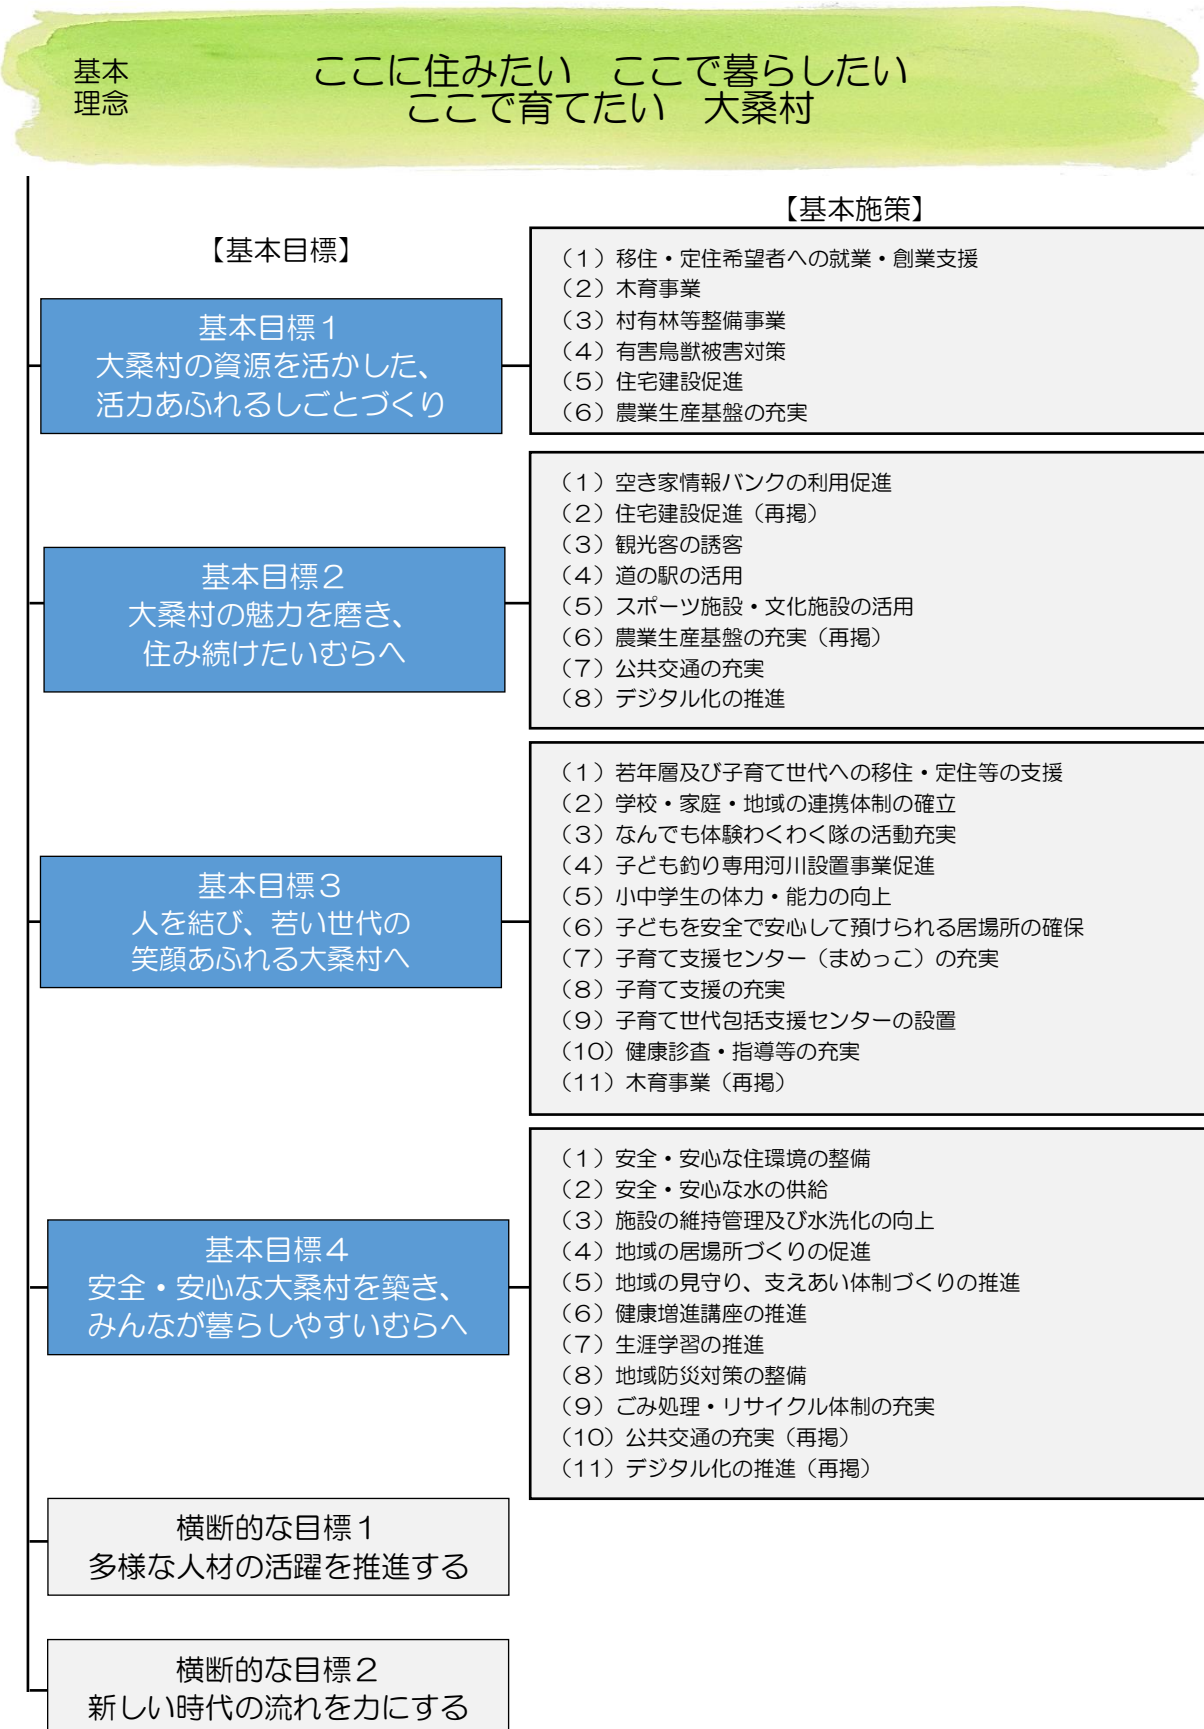 基本
理念
ここに住みたい　ここで暮らしたい
ここで育てたい　大桑村
【基本目標】
【基本施策】
基本目標１
大桑村の資源を活かした、
活力あふれるしごとづくり
（１）移住・定住希望者への就業・創業支援
（２）木育事業
（３）村有林等整備事業
（４）有害鳥獣被害対策
（５）住宅建設促進
（６）農業生産基盤の充実
基本目標２
大桑村の魅力を磨き、
住み続けたいむらへ
（１）空き家情報バンクの利用促進
（２）住宅建設促進（再掲）
（３）観光客の誘客
（４）道の駅の活用
（５）スポーツ施設・文化施設の活用
（６）農業生産基盤の充実（再掲）
（７）公共交通の充実
（８）デジタル化の推進
基本目標３
人を結び、若い世代の
笑顔あふれる大桑村へ
（１）若年層及び子育て世代への移住・定住等の支援
（２）学校・家庭・地域の連携体制の確立
（３）なんでも体験わくわく隊の活動充実
（４）子ども釣り専用河川設置事業促進
（５）小中学生の体力・能力の向上
（６）子どもを安全で安心して預けられる居場所の確保
（７）子育て支援センター（まめっこ）の充実
（８）子育て支援の充実
（９）子育て世代包括支援センターの設置
（10）健康診査・指導等の充実
（11）木育事業（再掲）
基本目標４
安全・安心な大桑村を築き、
みんなが暮らしやすいむらへ
（１）安全・安心な住環境の整備
（２）安全・安心な水の供給
（３）施設の維持管理及び水洗化の向上
（４）地域の居場所づくりの促進
（５）地域の見守り、支えあい体制づくりの推進
（６）健康増進講座の推進
（７）生涯学習の推進
（８）地域防災対策の整備
（９）ごみ処理・リサイクル体制の充実
（10）公共交通の充実（再掲）
（11）デジタル化の推進（再掲）
横断的な目標１
多様な人材の活躍を推進する
横断的な目標２
新しい時代の流れを力にする